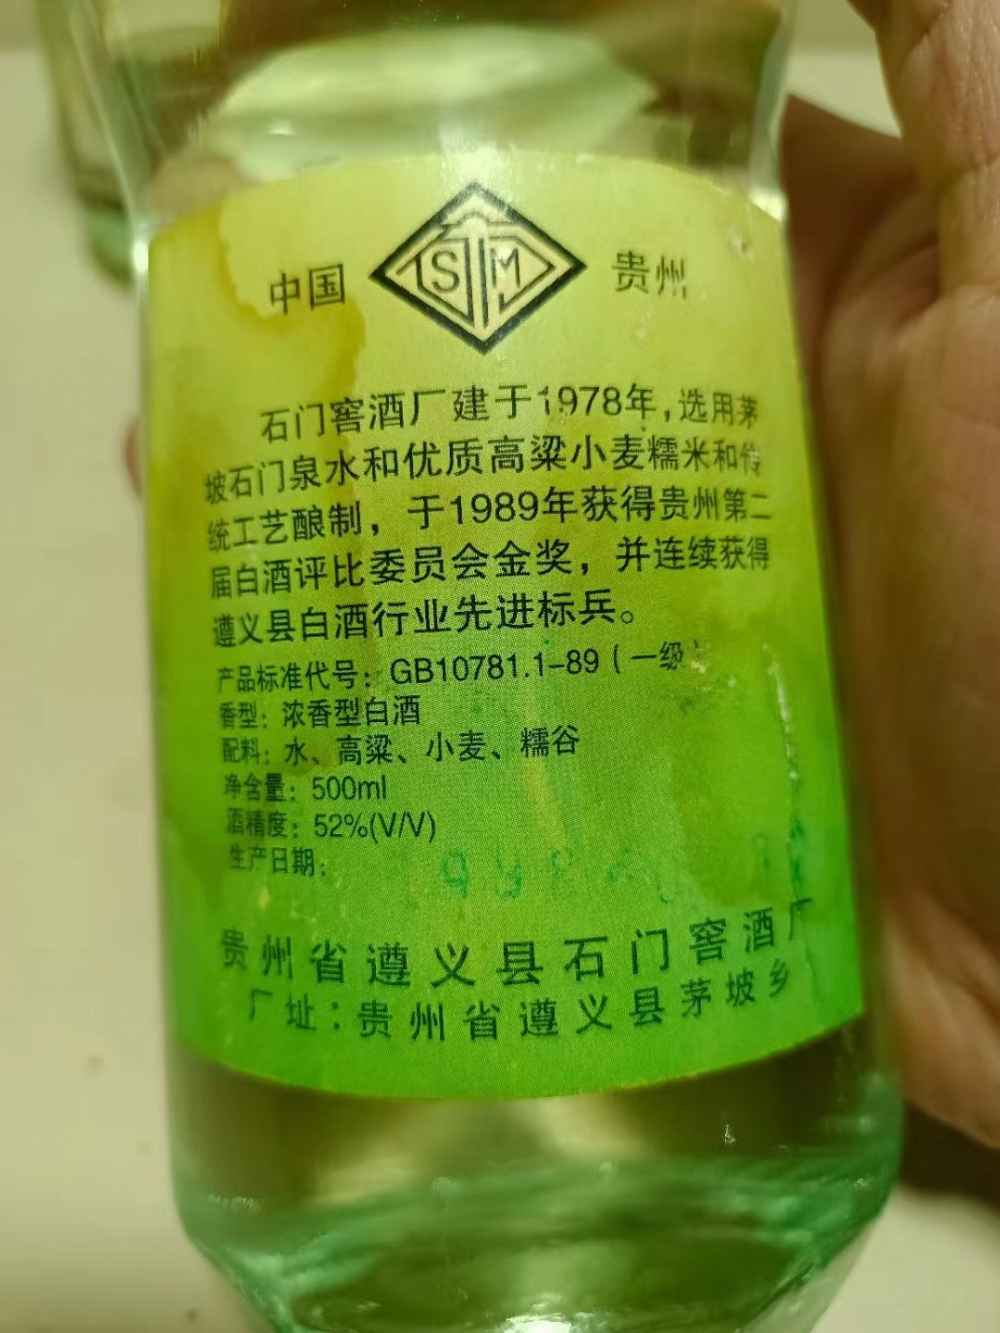 中国 SM 贵州
石门窖酒厂建于1978年，选用茅
坡石门泉水和优质高粱小麦糯米和传
统工艺酿制，于1989年获得贵州第二
届白酒评比委员会金奖，并连续获得
遵义县白酒行业先进标兵。
产品标准代号：GB10781.1-89（一级
香型：浓香型白酒
配料：水、高粱、小麦、糯谷
净含量：500ml
酒精度：52%(V/V)
生产日期：
贵州省遵义县石门窖酒厂
厂址：贵州省遵义县茅坡乡